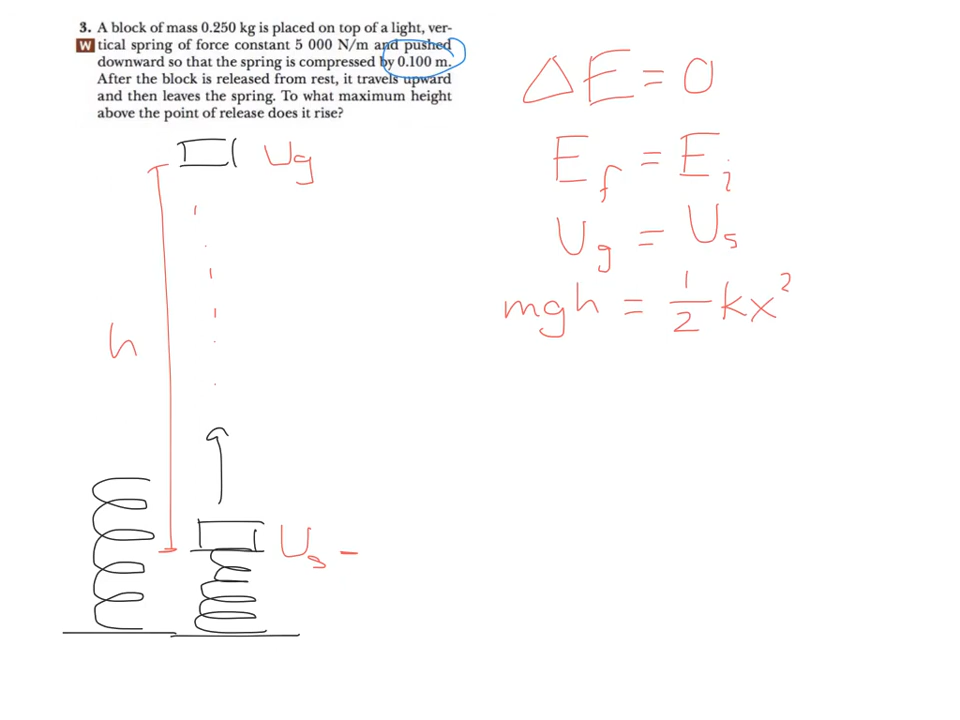 3. A block of mass 0.250 kg is placed on top of a light, ver-
W tical spring of force constant 5 000 N/m and pushed
downward so that the spring is compressed by 0.100 m.
After the block is released from rest, it travels upward
and then leaves the spring. To what maximum height
above the point of release does it rise?
ΔE = 0
E_f = E_i
U_g = U_s
mgh = 1/2 kx²
U_g
h
U_s -